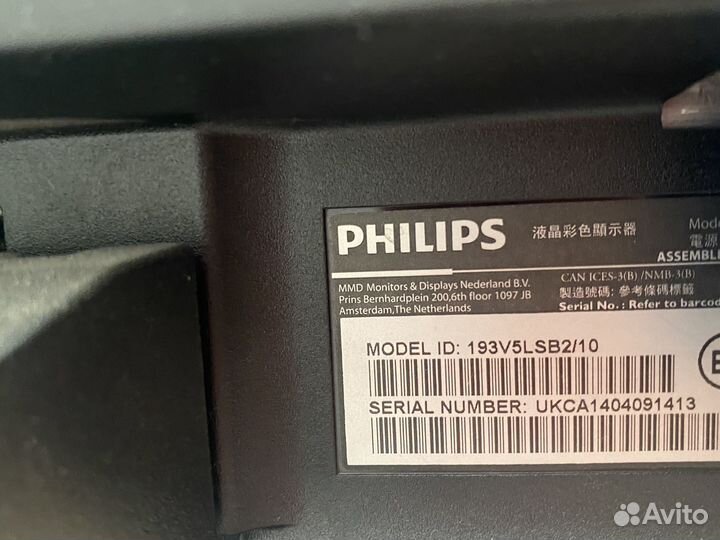 PHILIPS 液晶彩色顯示器
電源
ASSEMBLE
MMD Monitors & Displays Nederland B.V.
Prins Bernhardplein 200,6th floor 1097 JB
Amsterdam,The Netherlands
CAN ICES-3(B) /NMB-3(B)
製造號碼: 參考條碼標籤
Serial No.: Refer to barcod
MODEL ID: 193V5LSB2/10
SERIAL NUMBER: UKCA1404091413
Avito